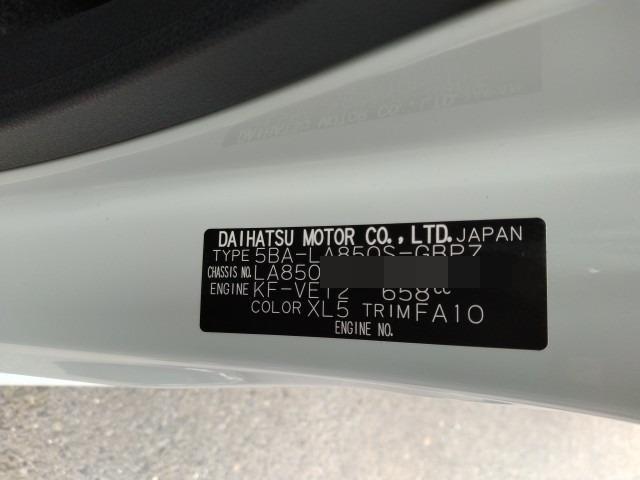 DAIHATSU MOTOR CO., LTD. JAPAN
TYPE 5BA-LA850S-GBPZ
CHASSIS NO. LA850
ENGINE KF-VET2 658cc
COLOR XL5 TRIM FA10
ENGINE NO.